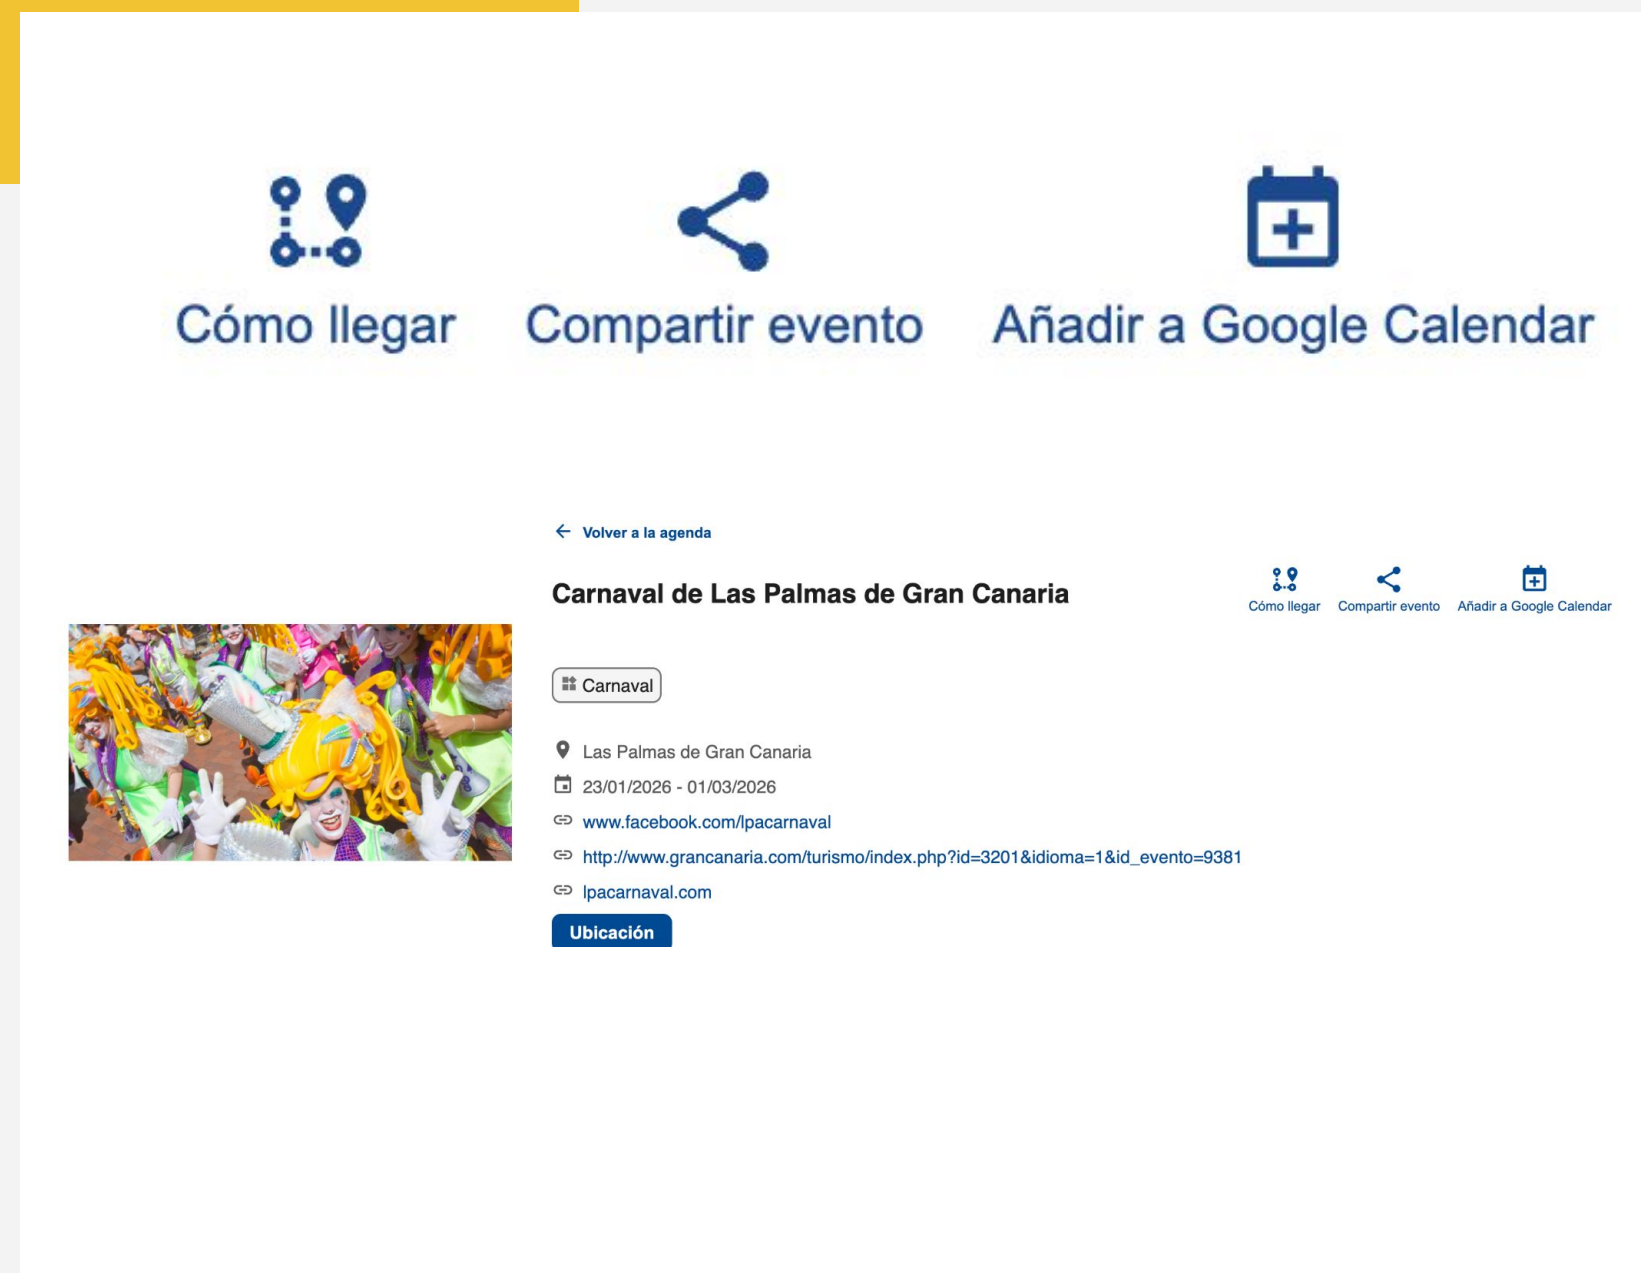 Cómo llegar
Compartir evento
Añadir a Google Calendar
Volver a la agenda
Carnaval de Las Palmas de Gran Canaria
Cómo llegar
Compartir evento
Añadir a Google Calendar
Carnaval
Las Palmas de Gran Canaria
23/01/2026 - 01/03/2026
www.facebook.com/lpacarnaval
http://www.grancanaria.com/turismo/index.php?id=3201&idioma=1&id_evento=9381
lpacarnaval.com
Ubicación